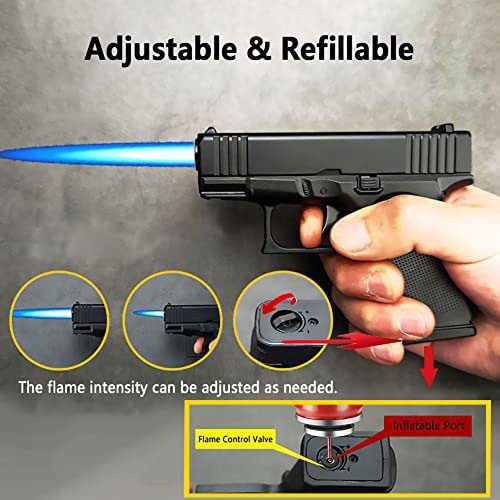 Adjustable & Refillable
The flame intensity can be adjusted as needed.
Flame Control Valve
Inflatable Port